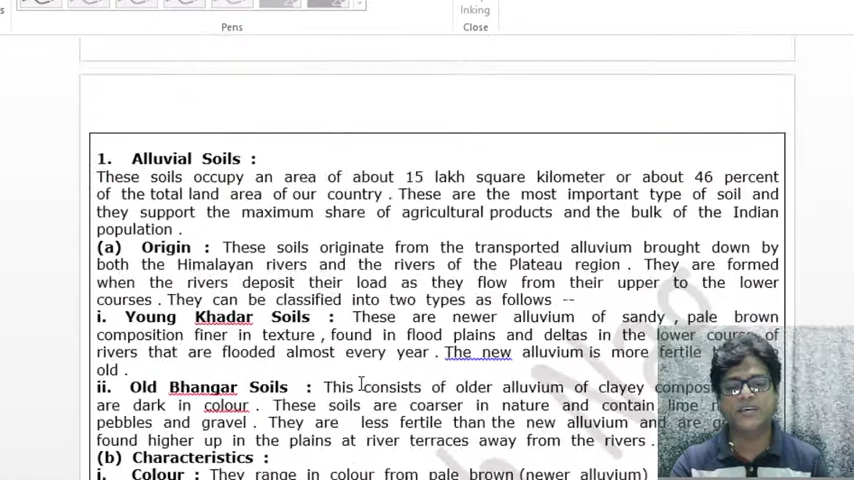 s
Inking
Pens
Close
1. Alluvial Soils :
These soils occupy an area of about 15 lakh square kilometer or about 46 percent
of the total land area of our country . These are the most important type of soil and
they support the maximum share of agricultural products and the bulk of the Indian
population .
(a) Origin : These soils originate from the transported alluvium brought down by
both the Himalayan rivers and the rivers of the Plateau region . They are formed
when the rivers deposit their load as they flow from their upper to the lower
courses . They can be classified into two types as follows --
i. Young Khadar Soils : These are newer alluvium of sandy , pale brown
composition finer in texture , found in flood plains and deltas in the lower course of
rivers that are flooded almost every year . The new alluvium is more fertile
old .
ii. Old Bhangar Soils : This consists of older alluvium of clayey
are dark in colour . These soils are coarser in nature and contain lime
pebbles and gravel . They are less fertile than the new alluvium and are
found higher up in the plains at river terraces away from the rivers .
(b) Characteristics :
i. Colour : They range in colour from pale brown (newer alluvium)